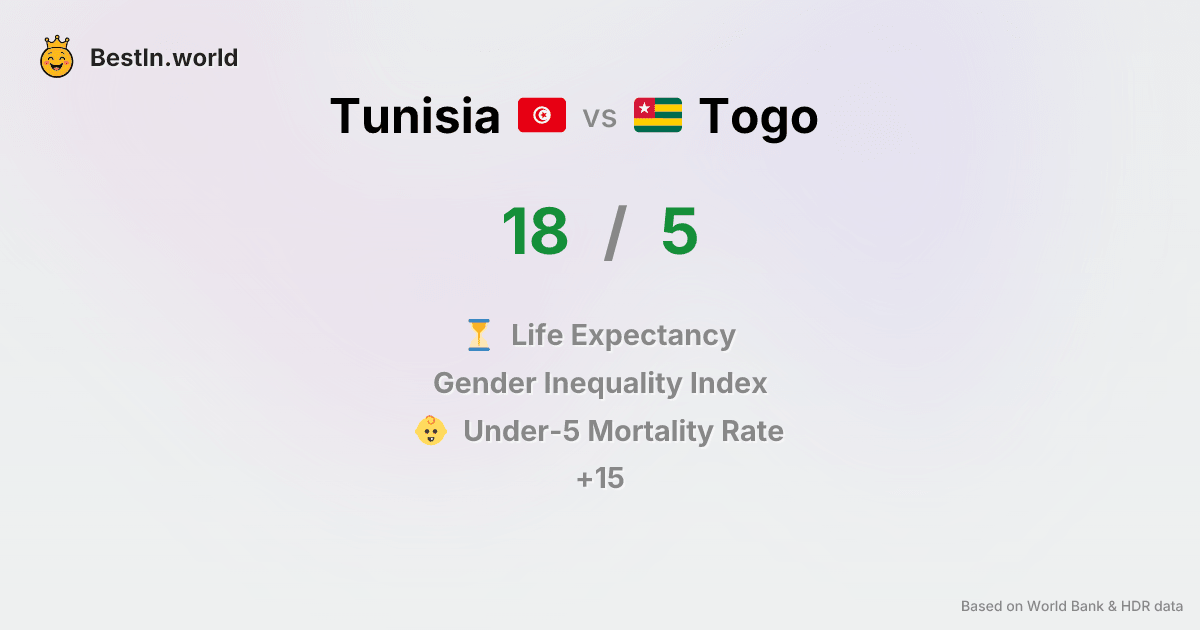 BestIn.world
Tunisia vs Togo
18 / 5
Life Expectancy
Gender Inequality Index
Under-5 Mortality Rate
+15
Based on World Bank & HDR data